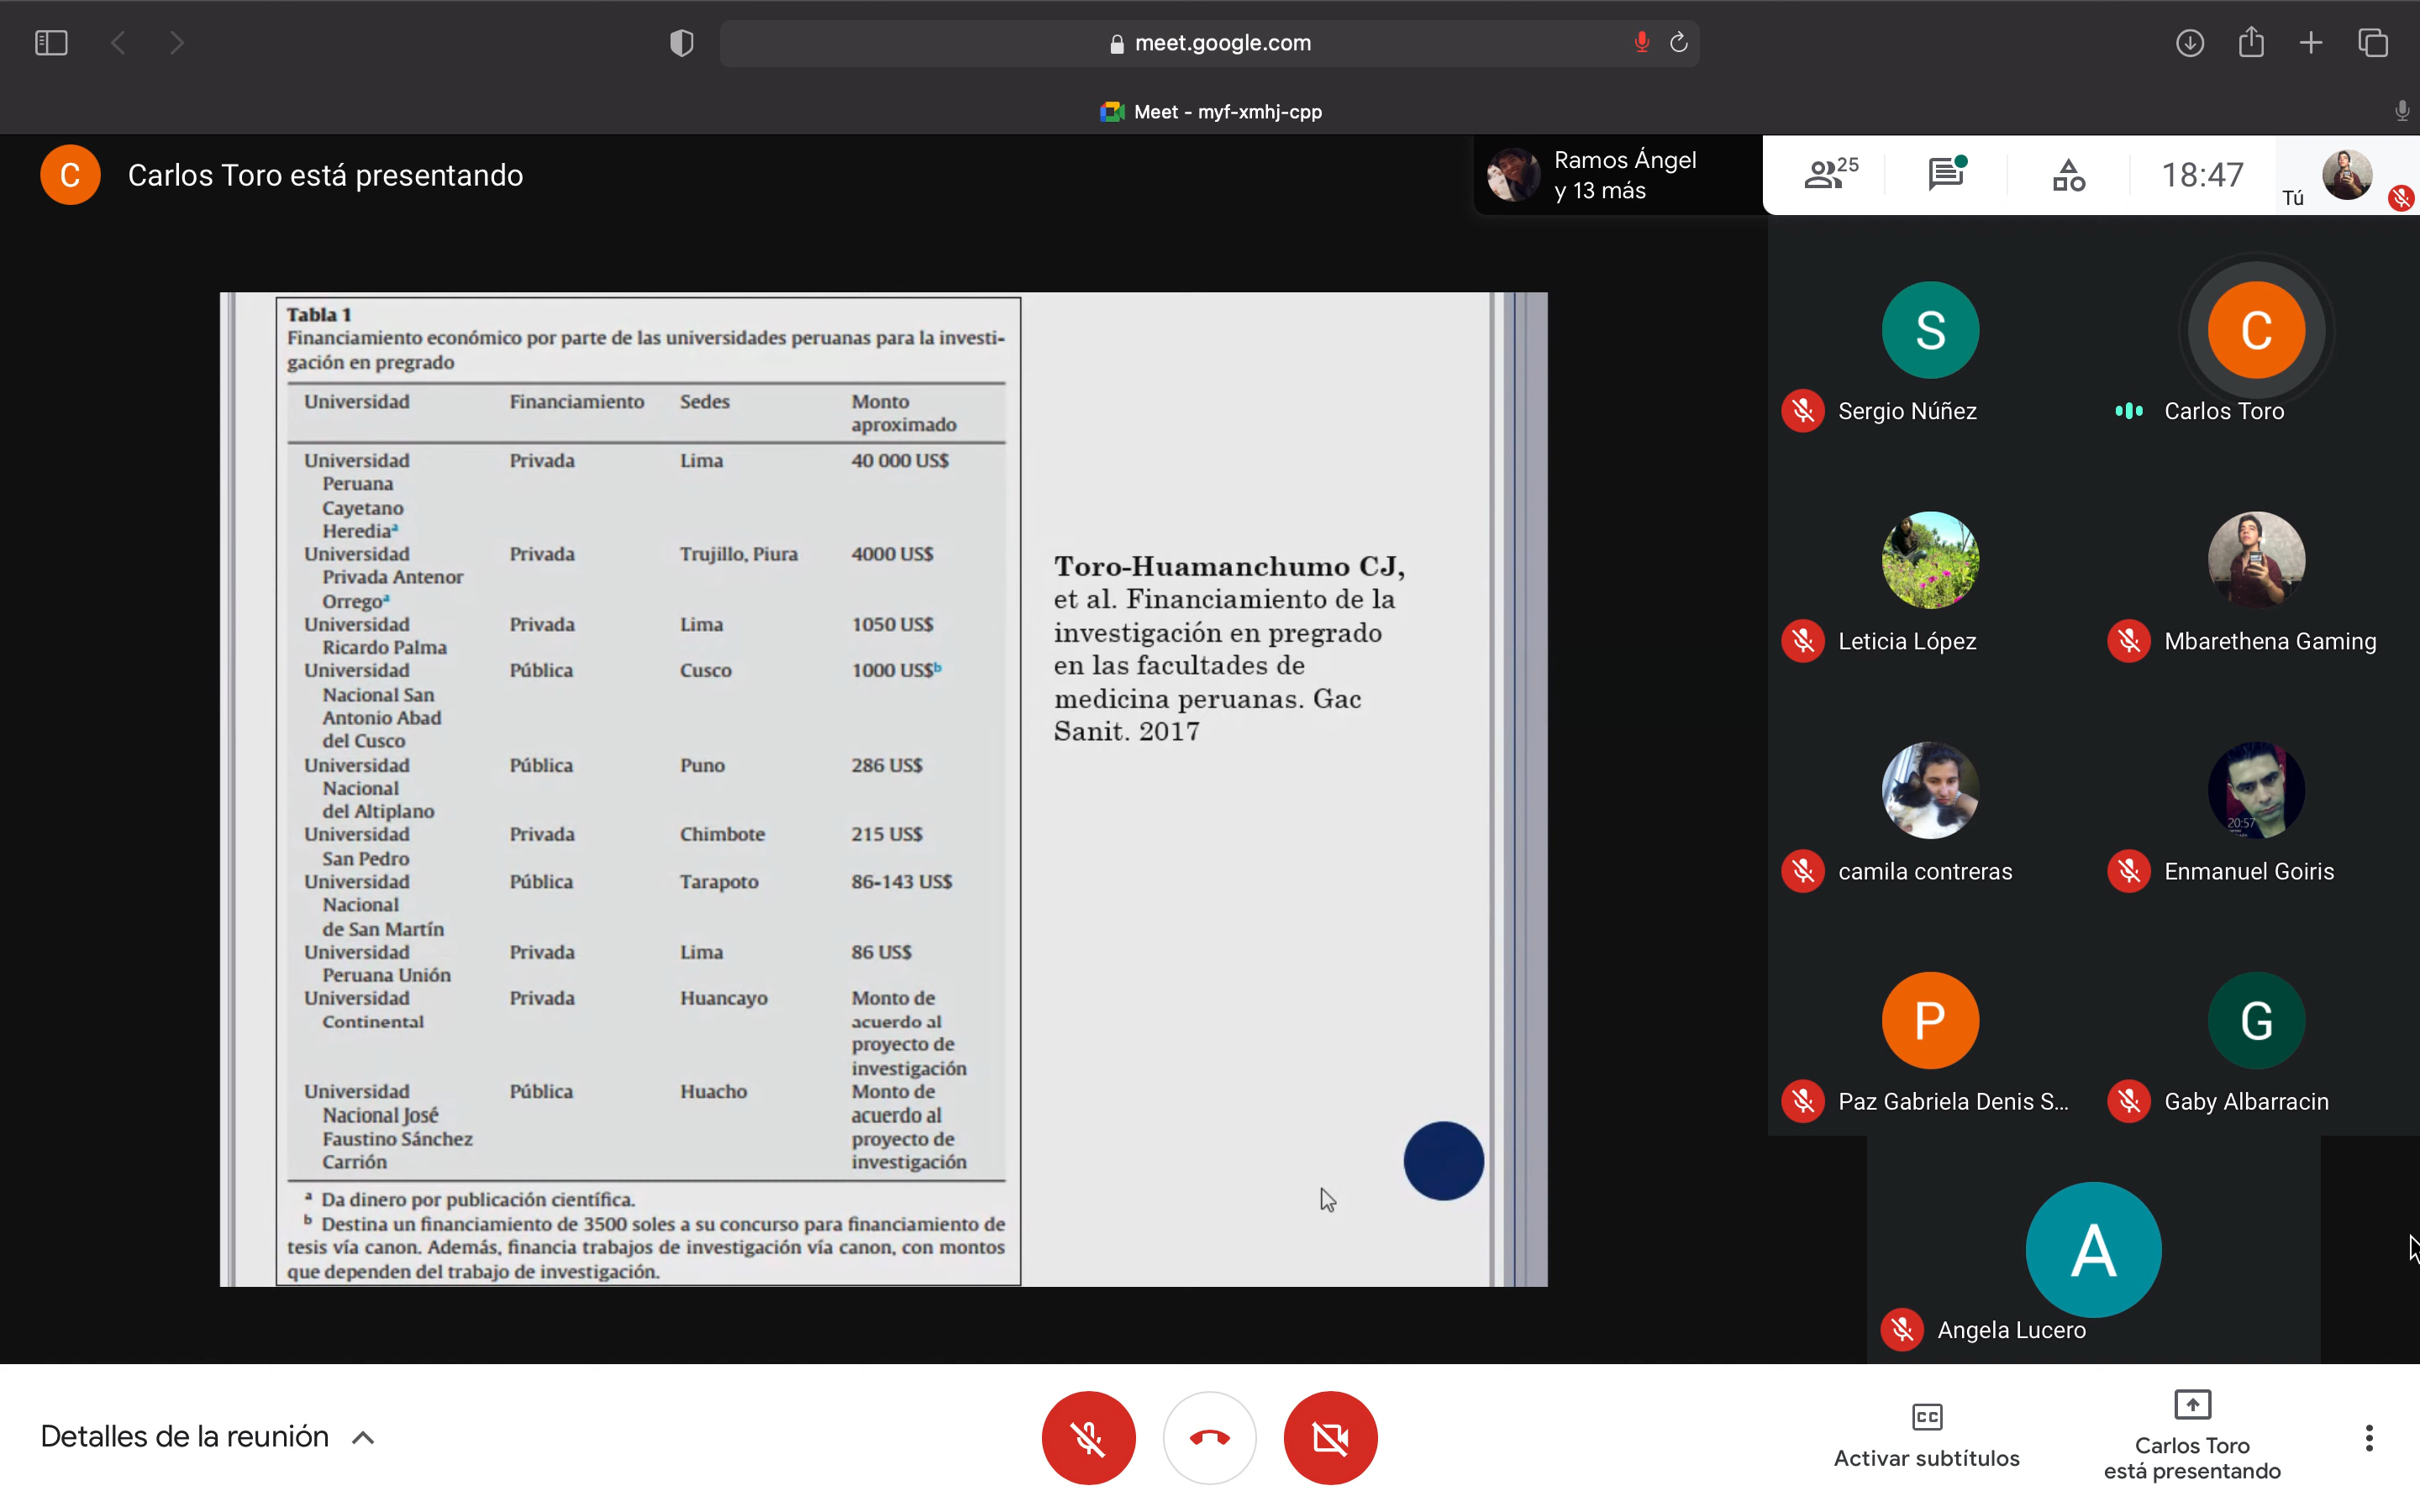 meet.google.com
Meet - myf-xmhj-cpp
C
Carlos Toro está presentando
Ramos Ángel
y 13 más
25
18:47
Tú
Tabla 1
Financiamiento económico por parte de las universidades peruanas para la investi-
gación en pregrado
Universidad Financiamiento Sedes Monto
aproximado
Universidad Privada Lima 40 000 US$
Peruana
Cayetano
Herediaª
Universidad Privada Trujillo, Piura 4000 US$
Privada Antenor
Orregoª
Universidad Privada Lima 1050 US$
Ricardo Palma
Universidad Pública Cusco 1000 US$b
Nacional San
Antonio Abad
del Cusco
Universidad Pública Puno 286 US$
Nacional
del Altiplano
Universidad Privada Chimbote 215 US$
San Pedro
Universidad Pública Tarapoto 86-143 US$
Nacional
de San Martín
Universidad Privada Lima 86 US$
Peruana Unión
Universidad Privada Huancayo Monto de
Continental acuerdo al
proyecto de
investigación
Universidad Pública Huacho Monto de
Nacional José acuerdo al
Faustino Sánchez proyecto de
Carrión investigación
ª Da dinero por publicación científica.
b Destina un financiamiento de 3500 soles a su concurso para financiamiento de
tesis vía canon. Además, financia trabajos de investigación vía canon, con montos
que dependen del trabajo de investigación.
Toro-Huamanchumo CJ,
et al. Financiamiento de la
investigación en pregrado
en las facultades de
medicina peruanas. Gac
Sanit. 2017
S
C
Sergio Núñez
Carlos Toro
Leticia López
Mbarethena Gaming
20:57
camila contreras
Enmanuel Goiris
P
G
Paz Gabriela Denis S...
Gaby Albarracin
A
Angela Lucero
Detalles de la reunión
CC
Activar subtítulos
Carlos Toro
está presentando